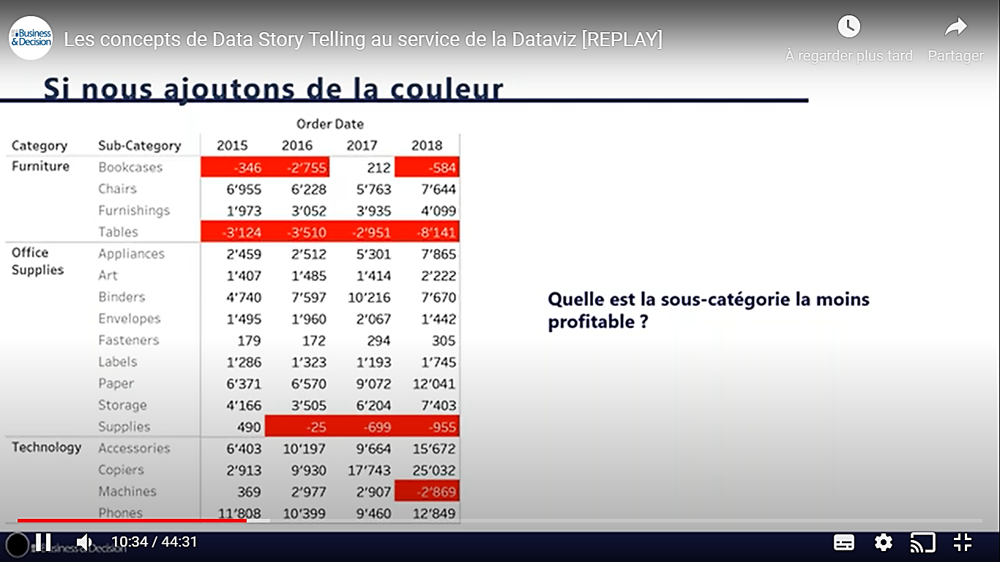 Business
& Decision
Les concepts de Data Story Telling au service de la Dataviz [REPLAY]
À regarder plus tard
Partager
Si nous ajoutons de la couleur
Order Date
Category Sub-Category 2015 2016 2017 2018
Furniture Bookcases -346 -2'755 212 -584
Chairs 6'955 6'228 5'763 7'644
Furnishings 1'973 3'052 3'935 4'099
Tables -3'124 -3'510 -2'951 -8'141
Office Supplies Appliances 2'459 2'512 5'301 7'865
Art 1'407 1'485 1'414 2'222
Binders 4'740 7'597 10'216 7'670
Envelopes 1'495 1'960 2'067 1'442
Fasteners 179 172 294 305
Labels 1'286 1'323 1'193 1'745
Paper 6'371 6'570 9'072 12'041
Storage 4'166 3'505 6'204 7'403
Supplies 490 -25 -699 -955
Technology Accessories 6'403 10'197 9'664 15'672
Copiers 2'913 9'930 17'743 25'032
Machines 369 2'977 2'907 -2'869
Phones 11'808 10'399 9'460 12'849
Quelle est la sous-catégorie la moins
profitable ?
10:34 / 44:31